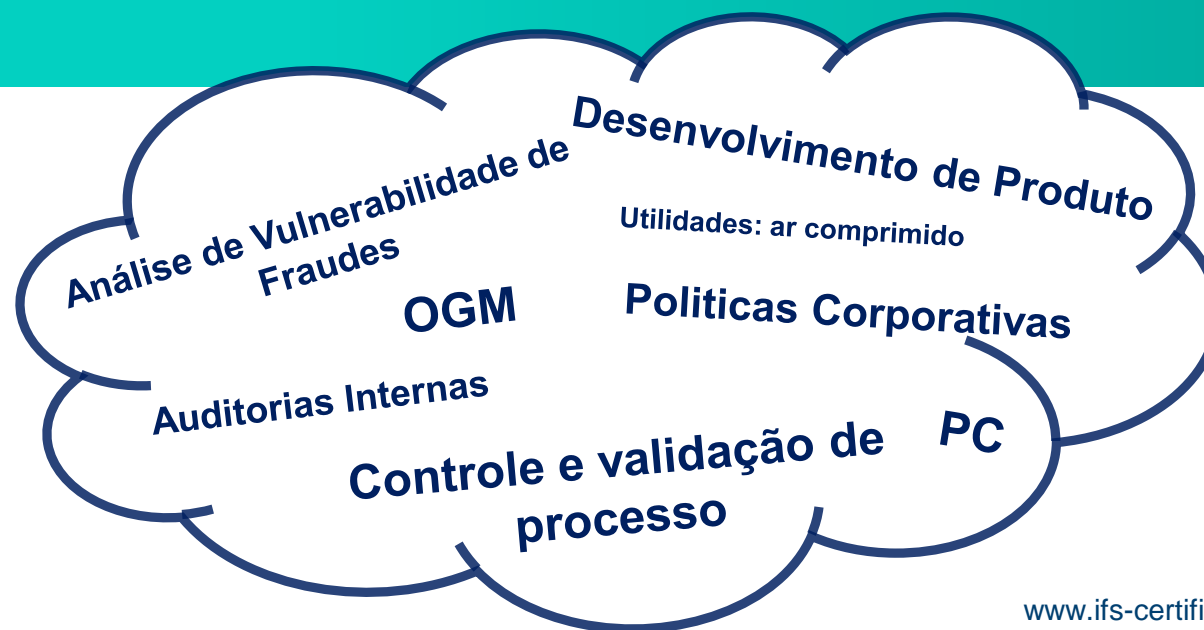 Desenvolvimento de Produto
Análise de Vulnerabilidade de
Fraudes
Utilidades: ar comprimido
OGM
Politicas Corporativas
Auditorias Internas
PC
Controle e validação de
processo
www.ifs-certifi